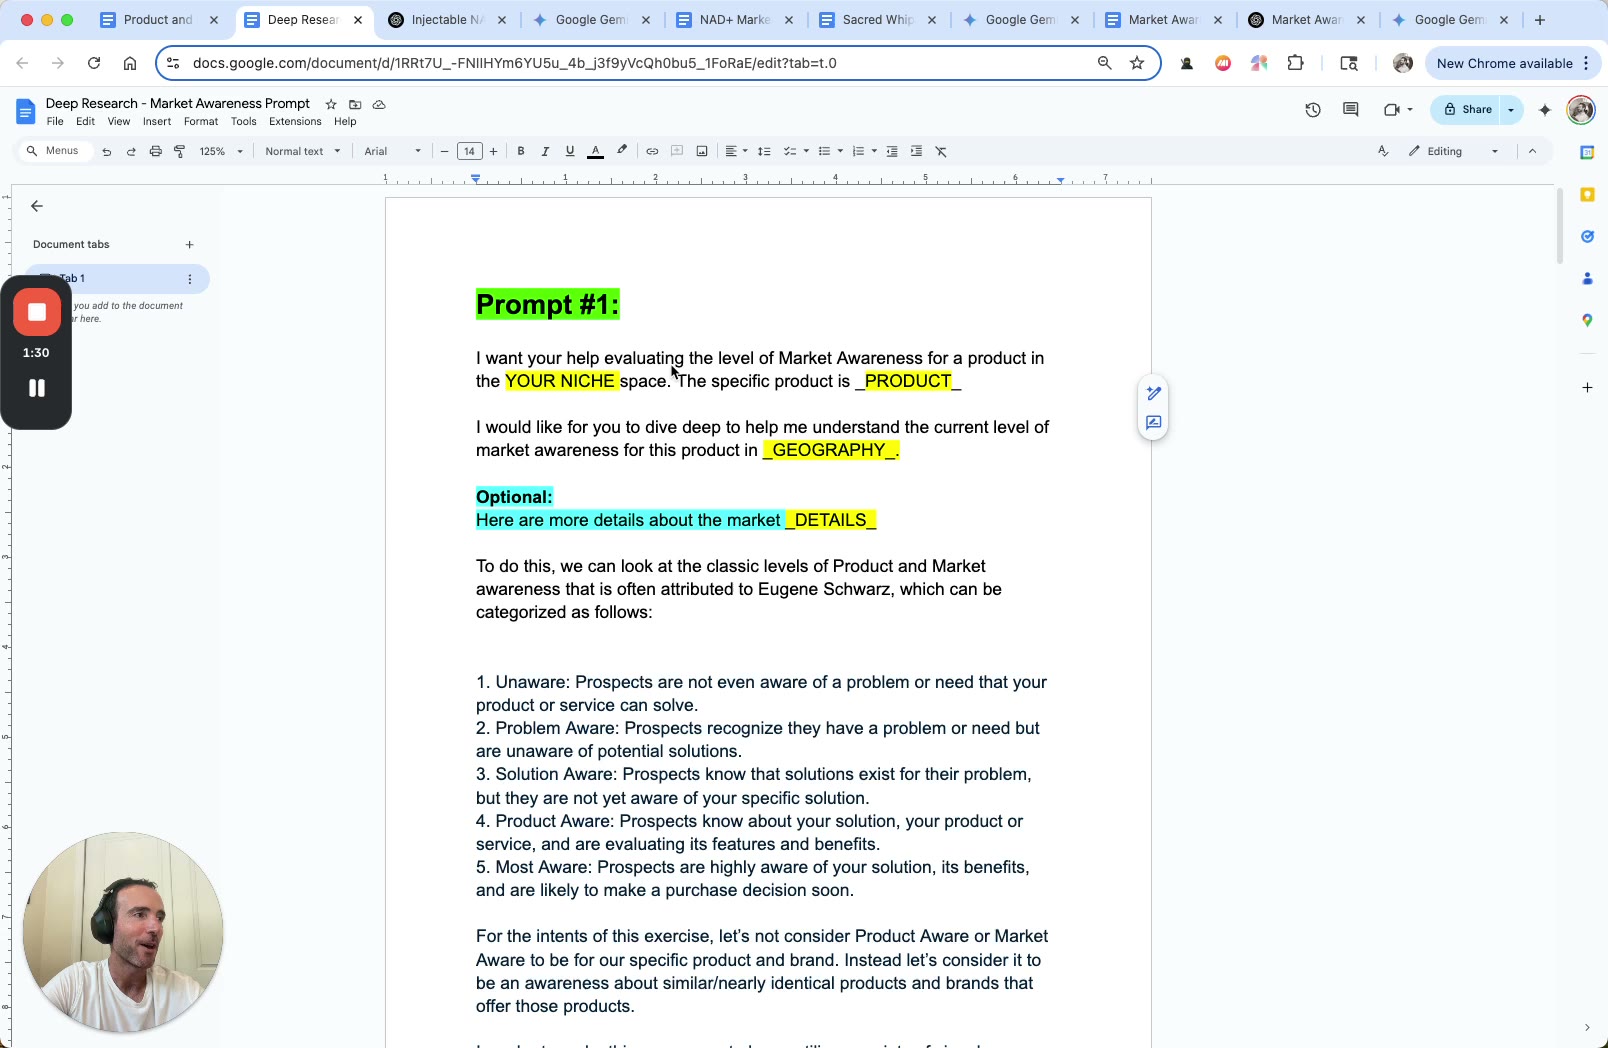 Product and
Deep Resear
Injectable NA
Google Gem
NAD+ Marke
Sacred Whip
Google Gem
Market Awar
Market Awar
Google Gem
docs.google.com/document/d/1RRt7U_-FNIlHYm6YU5u_4b_j3f9yVcQh0bu5_1FoRaE/edit?tab=t.0
New Chrome available
Deep Research - Market Awareness Prompt
File Edit View Insert Format Tools Extensions Help
Share
Menus 125% Normal text Arial 14 B I U A Editing
1 1 2 3 4 5 6 7
Document tabs
Tab 1
you add to the document
ar here.
1:30
Prompt #1:
I want your help evaluating the level of Market Awareness for a product in
the YOUR NICHE space. The specific product is _PRODUCT_
I would like for you to dive deep to help me understand the current level of
market awareness for this product in _GEOGRAPHY_.
Optional:
Here are more details about the market _DETAILS_
To do this, we can look at the classic levels of Product and Market
awareness that is often attributed to Eugene Schwarz, which can be
categorized as follows:
1. Unaware: Prospects are not even aware of a problem or need that your
product or service can solve.
2. Problem Aware: Prospects recognize they have a problem or need but
are unaware of potential solutions.
3. Solution Aware: Prospects know that solutions exist for their problem,
but they are not yet aware of your specific solution.
4. Product Aware: Prospects know about your solution, your product or
service, and are evaluating its features and benefits.
5. Most Aware: Prospects are highly aware of your solution, its benefits,
and are likely to make a purchase decision soon.
For the intents of this exercise, let's not consider Product Aware or Market
Aware to be for our specific product and brand. Instead let's consider it to
be an awareness about similar/nearly identical products and brands that
offer those products.